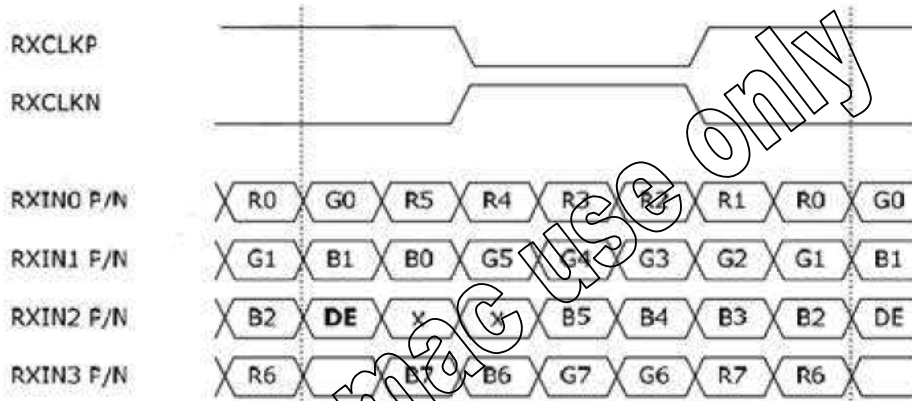 RXCLKP
RXCLKN
RXIN0 P/N R0 G0 R5 R4 R3 R2 R1 R0 G0
RXIN1 P/N G1 B1 B0 G5 G4 G3 G2 G1 B1
RXIN2 P/N B2 DE X X B5 B4 B3 B2 DE
RXIN3 P/N R6 B7 B6 G7 G6 R7 R6
mac use only